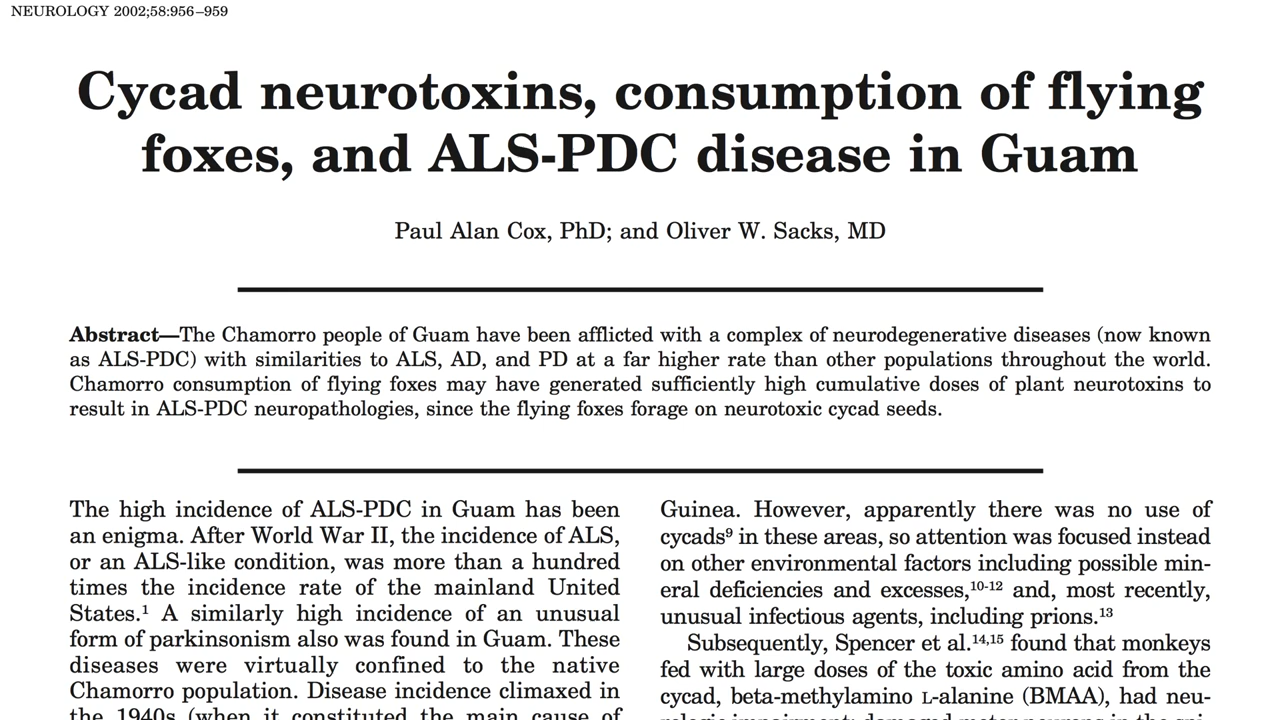 NEUROLOGY 2002;58:956–959
Cycad neurotoxins, consumption of flying
foxes, and ALS-PDC disease in Guam
Paul Alan Cox, PhD; and Oliver W. Sacks, MD
Abstract—The Chamorro people of Guam have been afflicted with a complex of neurodegenerative diseases (now known
as ALS-PDC) with similarities to ALS, AD, and PD at a far higher rate than other populations throughout the world.
Chamorro consumption of flying foxes may have generated sufficiently high cumulative doses of plant neurotoxins to
result in ALS-PDC neuropathologies, since the flying foxes forage on neurotoxic cycad seeds.
The high incidence of ALS-PDC in Guam has been
an enigma. After World War II, the incidence of ALS,
or an ALS-like condition, was more than a hundred
times the incidence rate of the mainland United
States.¹ A similarly high incidence of an unusual
form of parkinsonism also was found in Guam. These
diseases were virtually confined to the native
Chamorro population. Disease incidence climaxed in
the 1940s (when it constituted the main cause of
Guinea. However, apparently there was no use of
cycads⁹ in these areas, so attention was focused instead
on other environmental factors including possible min-
eral deficiencies and excesses,¹⁰⁻¹² and, most recently,
unusual infectious agents, including prions.¹³
Subsequently, Spencer et al.¹⁴,¹⁵ found that monkeys
fed with large doses of the toxic amino acid from the
cycad, beta-methylamino L-alanine (BMAA), had neu-